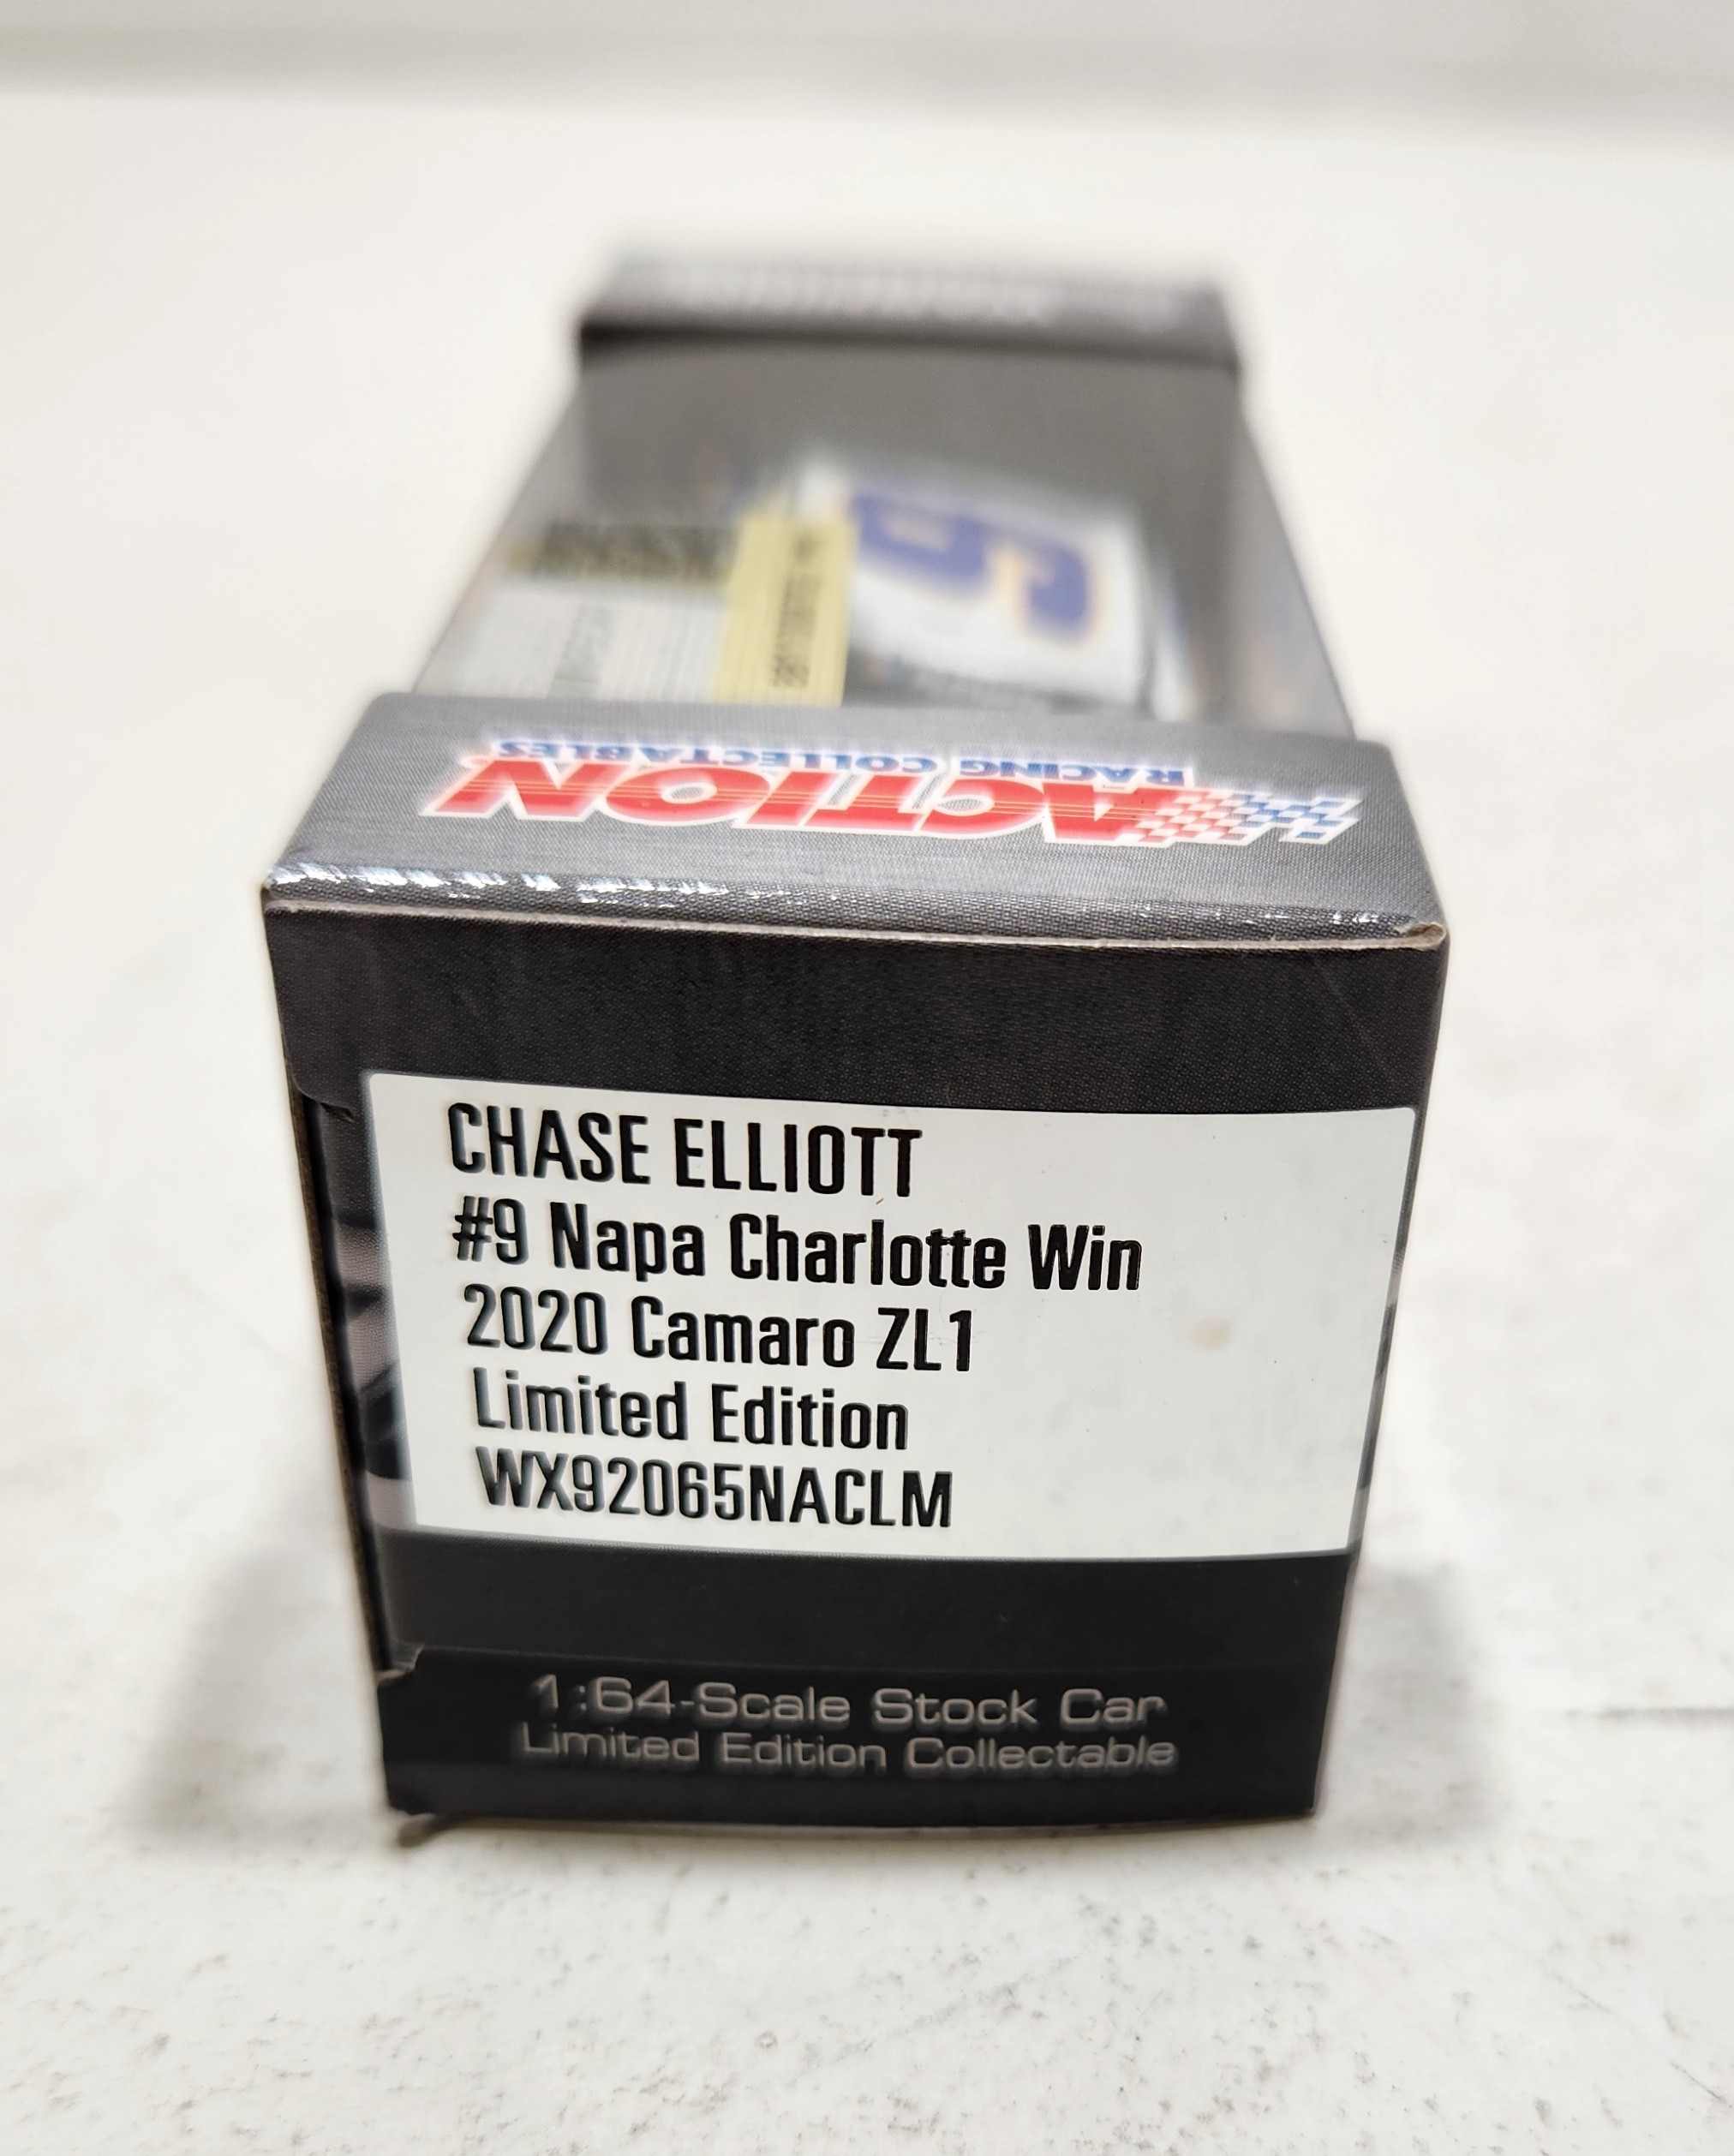 ACTION
RACING COLLECTABLES
CHASE ELLIOTT
#9 Napa Charlotte Win
2020 Camaro ZL1
Limited Edition
WX92065NACLM
1:64-Scale Stock Car
Limited Edition Collectable